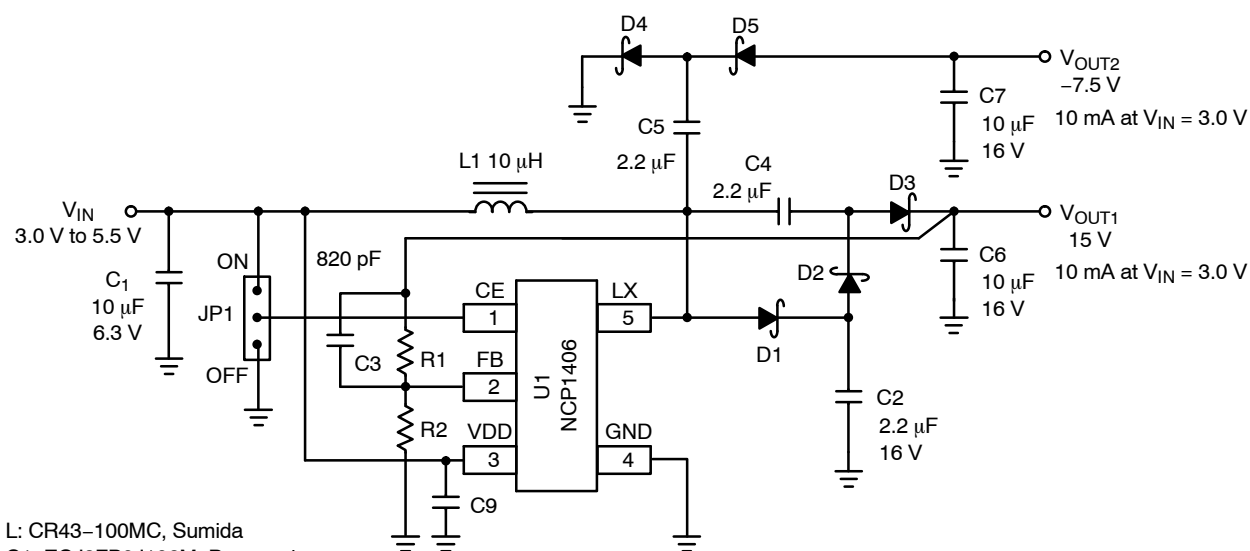 D4
D5
V_OUT2
−7.5 V
10 mA at V_IN = 3.0 V
C7
10 μF
16 V
C5
2.2 μF
L1 10 μH
C4
2.2 μF
D3
V_IN
3.0 V to 5.5 V
V_OUT1
15 V
10 mA at V_IN = 3.0 V
C6
10 μF
16 V
C1
10 μF
6.3 V
ON
JP1
OFF
820 pF
C3
R1
R2
CE
1
FB
2
VDD
3
U1
NCP1406
LX
5
GND
4
D2
D1
C2
2.2 μF
16 V
C9
L: CR43−100MC, Sumida